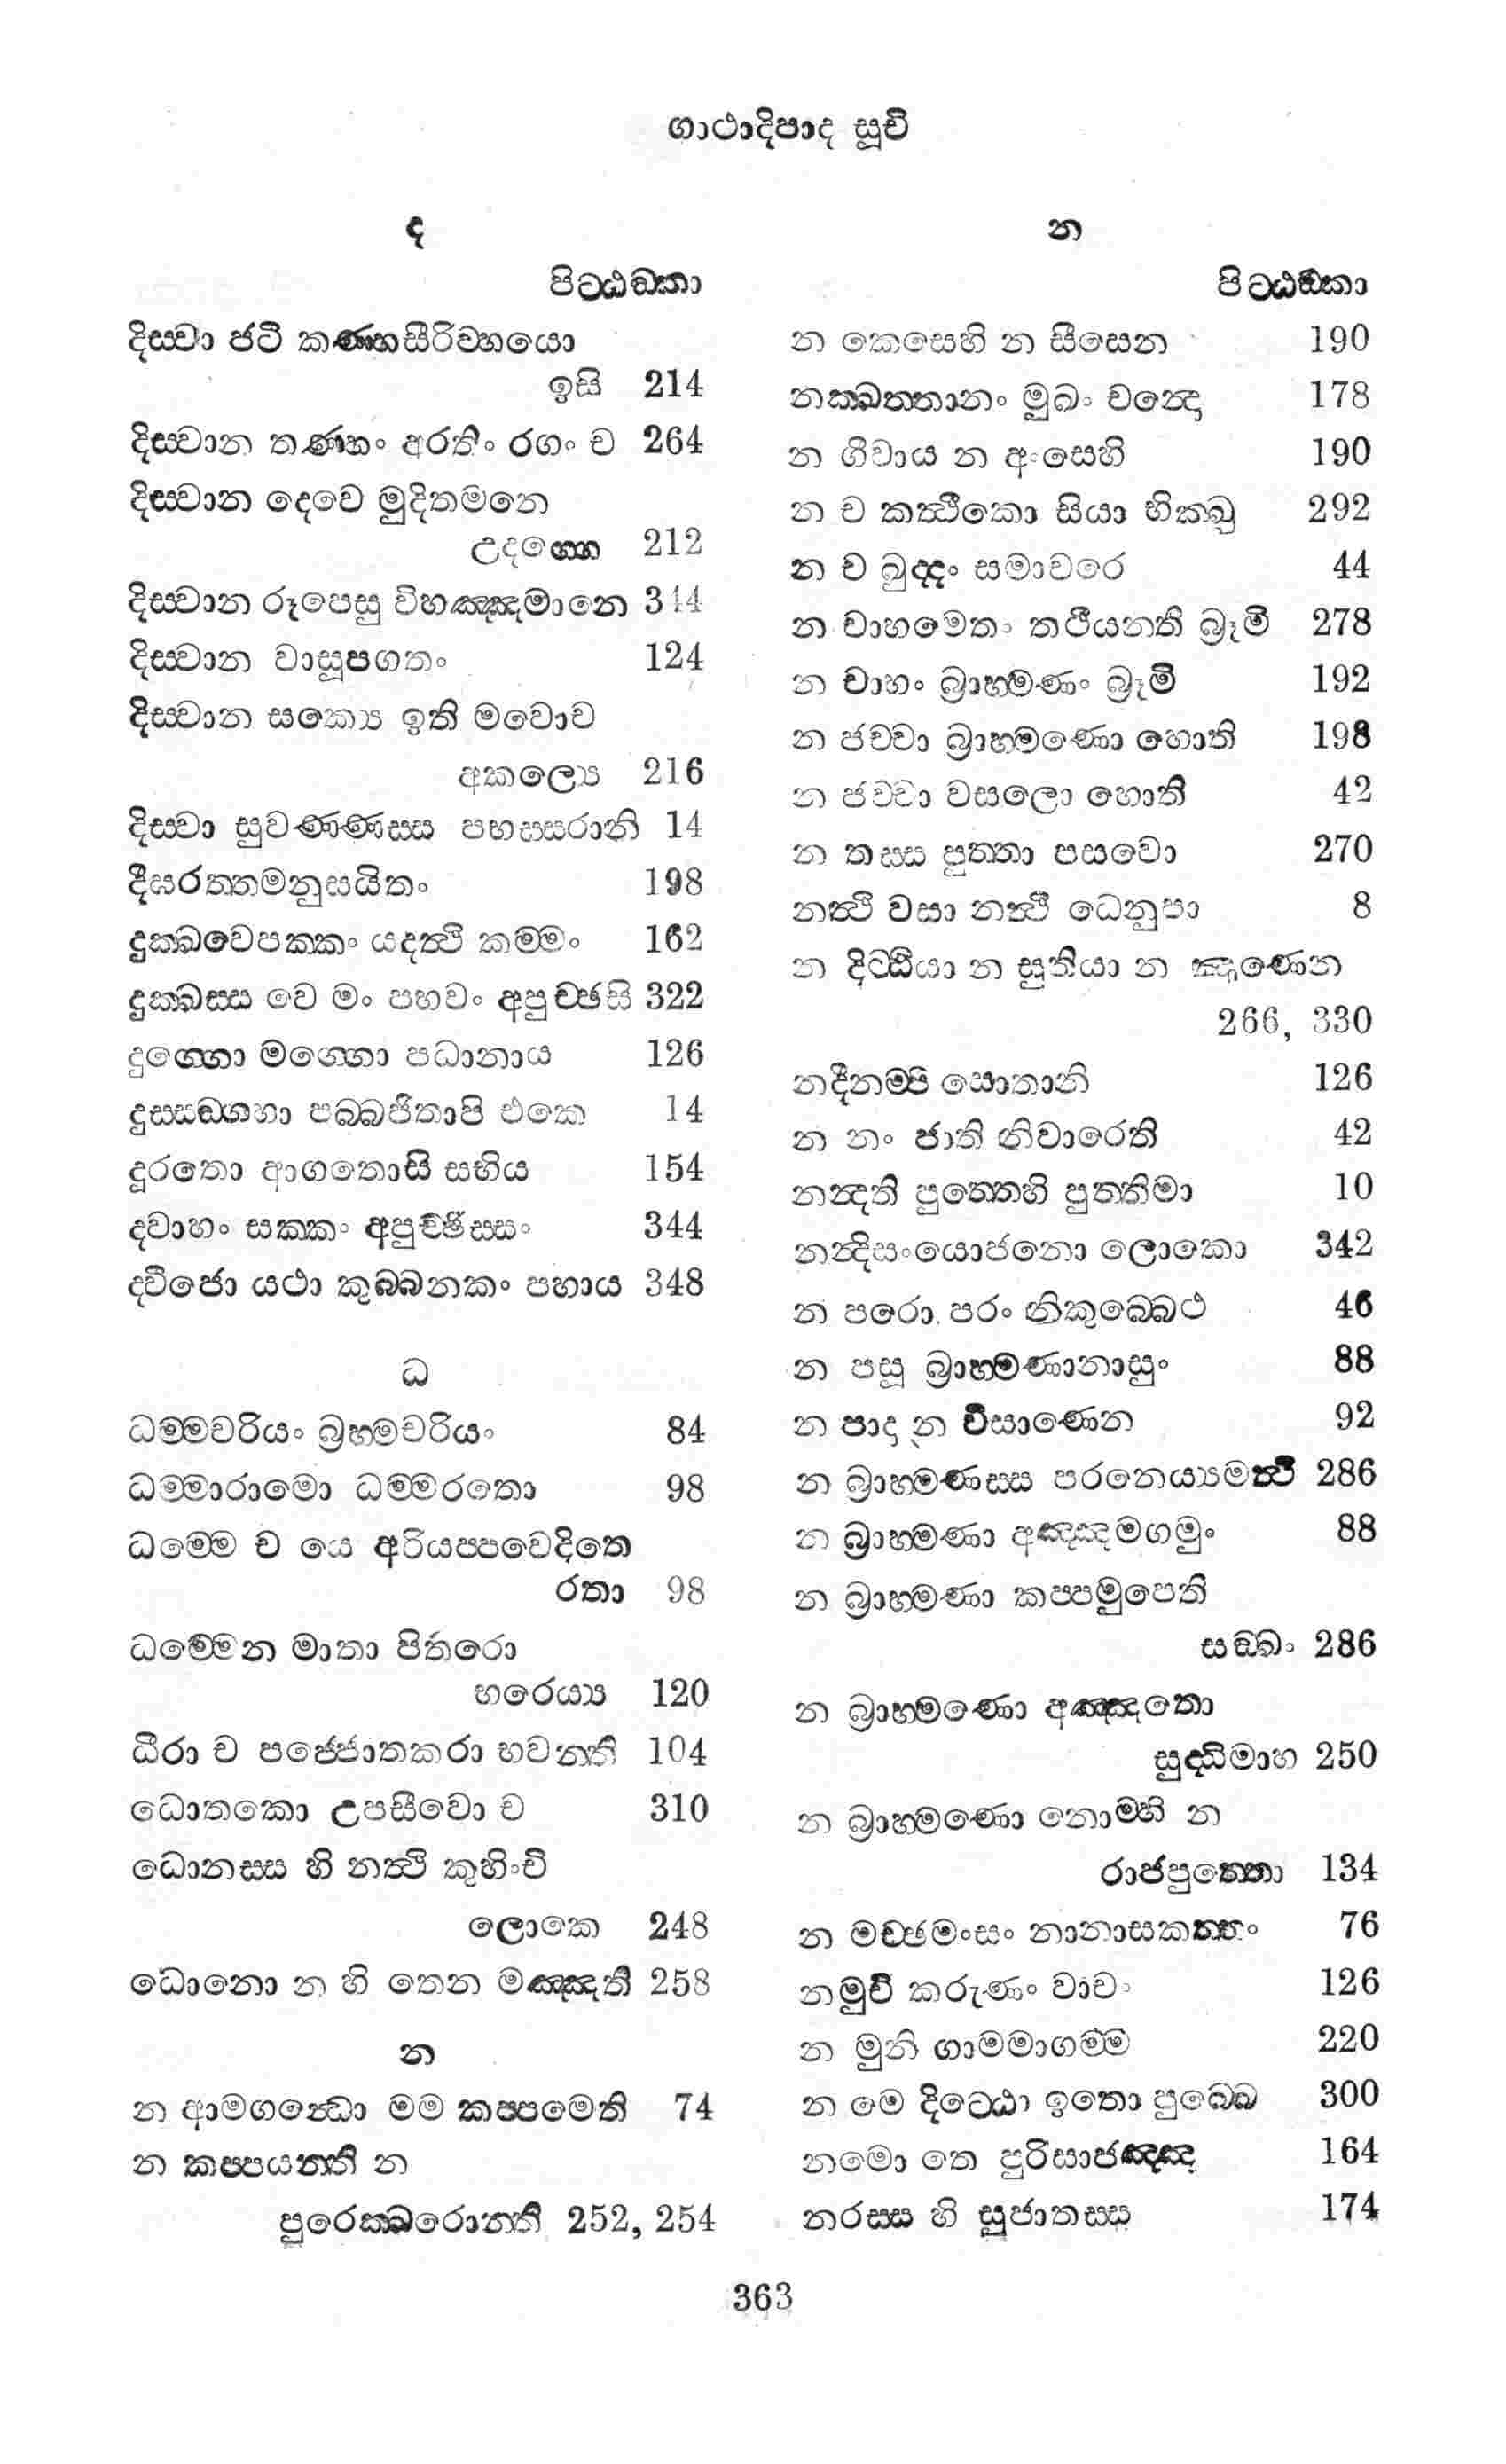 ගාථාදිපාද සූචි
ද
පිට්ඨඞ්කා
දිස්වා ජටී කණ්හසිරිව්හයො
ඉසි 214
දිස්වාන තණ්හං අරතිං රගං ච 264
දිස්වාන දෙවෙ මුදිතමනෙ
උදග්ගෙ 212
දිස්වාන රූපෙසු විහඤ්ඤමානෙ 344
දිස්වාන වාසූපගතං 124
දිස්වාන සක්යෙ ඉති මවොච
අකල්යෙ 216
දිස්වා සුවණ්ණස්ස පභස්සරානි 14
දීඝරත්තමනුසයිතං 198
දුක්ඛවෙපක්කං යදත්ථි කම්මං 162
දුක්ඛස්ස වෙ මං පභවං අපුච්ඡසි 322
දුග්ගො මග්ගො පධානාය 126
දුස්සඞ්ගහා පබ්බජිතාපි එකෙ 14
දූරතො ආගතොසි සභිය 154
ද්වාහං සක්කං අපුච්ඡිස්සං 344
ද්විජො යථා කුබ්බනකං පහාය 348
ධ
ධම්මචරියං බ්‍රහ්මචරියං 84
ධම්මාරාමො ධම්මරතො 98
ධම්මෙ ච යෙ අරියප්පවෙදිතෙ
රතා 98
ධම්මෙන මාතා පිතරො
භරෙය්‍ය 120
ධීරා ච පජ්ජොතකරා භවන්ති 104
ධොතකො උපසීවො ච 310
ධොනස්ස හි නත්ථි කුහිංචි
ලොකෙ 248
ධොනො න හි තෙන මඤ්ඤති 258
න
න ආමගන්ධො මම කප්පමෙති 74
න කප්පයන්ති න
පුරෙක්ඛරොන්ති 252, 254
න
පිට්ඨඞ්කා
න කෙසෙහි න සීසෙන 190
නක්ඛත්තානං මුඛං චන්දො 178
න ගීවාය න අංසෙහි 190
න ච කත්ථිකො සියා භික්ඛු 292
න ච ඛුද්දං සමාචරෙ 44
න චාහමෙතං තථියන්ති බ්‍රෑමි 278
න චාහං බ්‍රාහ්මණං බ්‍රෑමි 192
න ජච්චා බ්‍රාහ්මණො හොති 198
න ජච්චා වසලො හොති 42
න තස්ස පුත්තා පසවො 270
නත්ථි වසා නත්ථි ධෙනුපා 8
න දිට්ඨියා න සුතියා න ඤාණෙන
266, 330
නදීනම්පි සොතානි 126
න නං ජාති නිවාරෙති 42
නන්දති පුත්තෙහි පුත්තිමා 10
නන්දිසංයොජනො ලොකො 342
න පරො පරං නිකුබ්බෙථ 46
න පසූ බ්‍රාහ්මණානාසුං 88
න පාදා න විසාණෙන 92
න බ්‍රාහ්මණස්ස පරනෙය්‍යමත්ථි 286
න බ්‍රාහ්මණා අඤ්ඤමගමුං 88
න බ්‍රාහ්මණා කප්පමුපෙති
සඞ්ඛං 286
න බ්‍රාහ්මණො අඤ්ඤතො
සුද්ධිමාහ 250
න බ්‍රාහ්මණො නොම්හි න
රාජපුත්තො 134
න මච්ඡමංසං නානාසකත්තං 76
නමුචි කරුණං වාචං 126
න මුනි ගාමමාගම්ම 220
න මෙ දිට්ඨො ඉතො පුබ්බෙ 300
නමො තෙ පුරිසාජඤ්ඤ 164
නරස්ස හි සුජාතස්ස 174
363